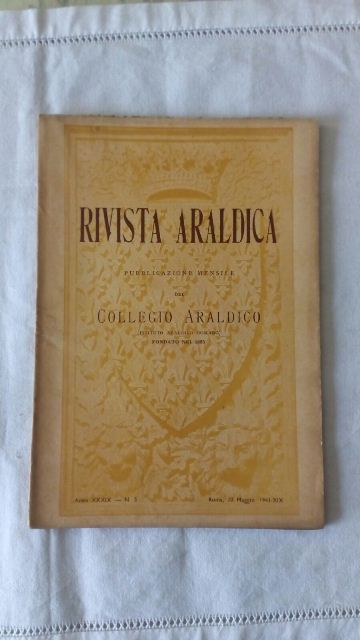 RIVISTA ARALDICA
PUBBLICAZIONE MENSILE
DEL
COLLEGIO ARALDICO
(ISTITUTO ARALDICO ROMANO)
FONDATO NEL 1853
Anno XXXIX — N. 5
Roma, 20 Maggio 1941-XIX